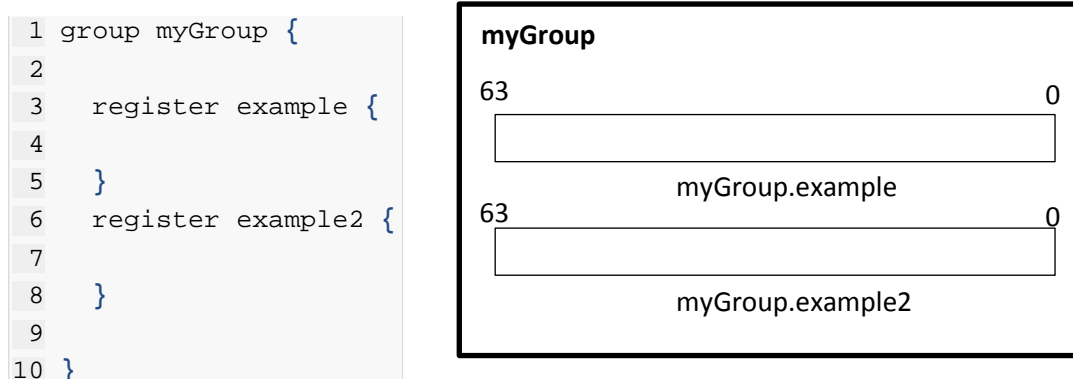 1 group myGroup {
2
3   register example {
4
5   }
6   register example2 {
7
8   }
9
10 }
myGroup
63 0
myGroup.example
63 0
myGroup.example2